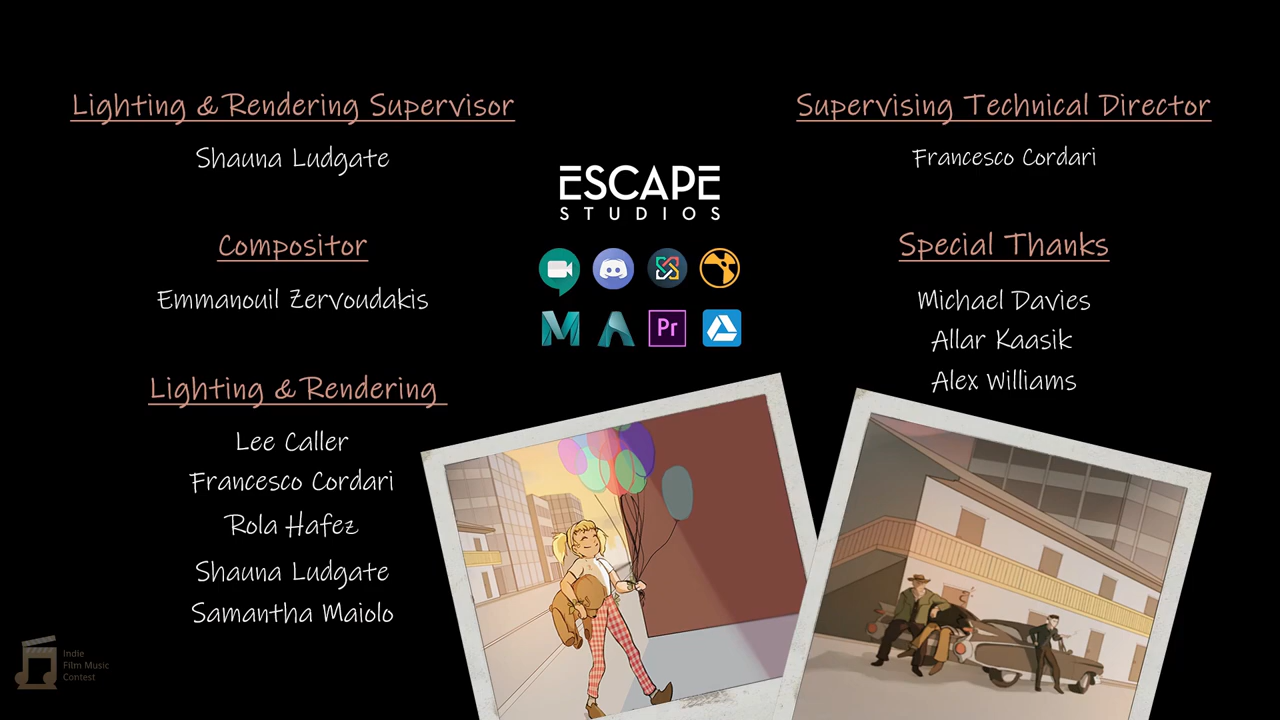 Lighting & Rendering Supervisor
Shauna Ludgate
Compositor
Emmanouil Zervoudakis
Lighting & Rendering
Lee Caller
Francesco Cordari
Rola Hafez
Shauna Ludgate
Samantha Maiolo
ESCAPE
STUDIOS
Pr
Supervising Technical Director
Francesco Cordari
Special Thanks
Michael Davies
Allar Kaasik
Alex Williams
Indie
Film Music
Contest